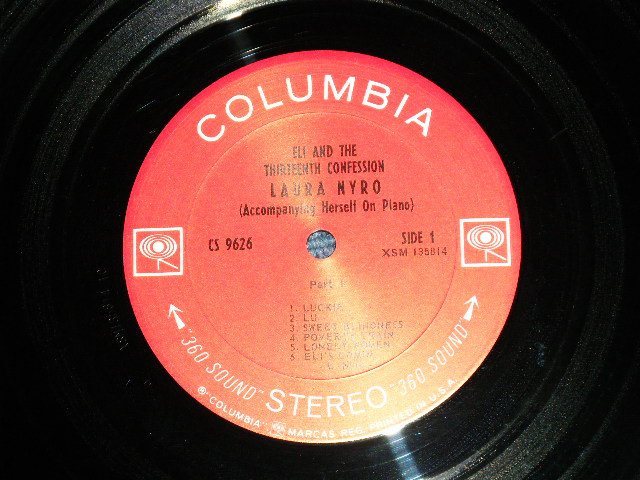 COLUMBIA
ELI AND THE
THIRTEENTH CONFESSION
LAURA NYRO
(Accompanying Herself On Piano)
CS 9626
SIDE 1
XSM 135814
Part 1
1. LUCKIE
2. LU
3. SWEET BLINDNESS
4. POVERTY TRAIN
5. LONELY WOMEN
6. ELI'S COMIN'
"360 SOUND" STEREO "360 SOUND"
® "COLUMBIA" MARCAS REG. PRINTED IN U.S.A.